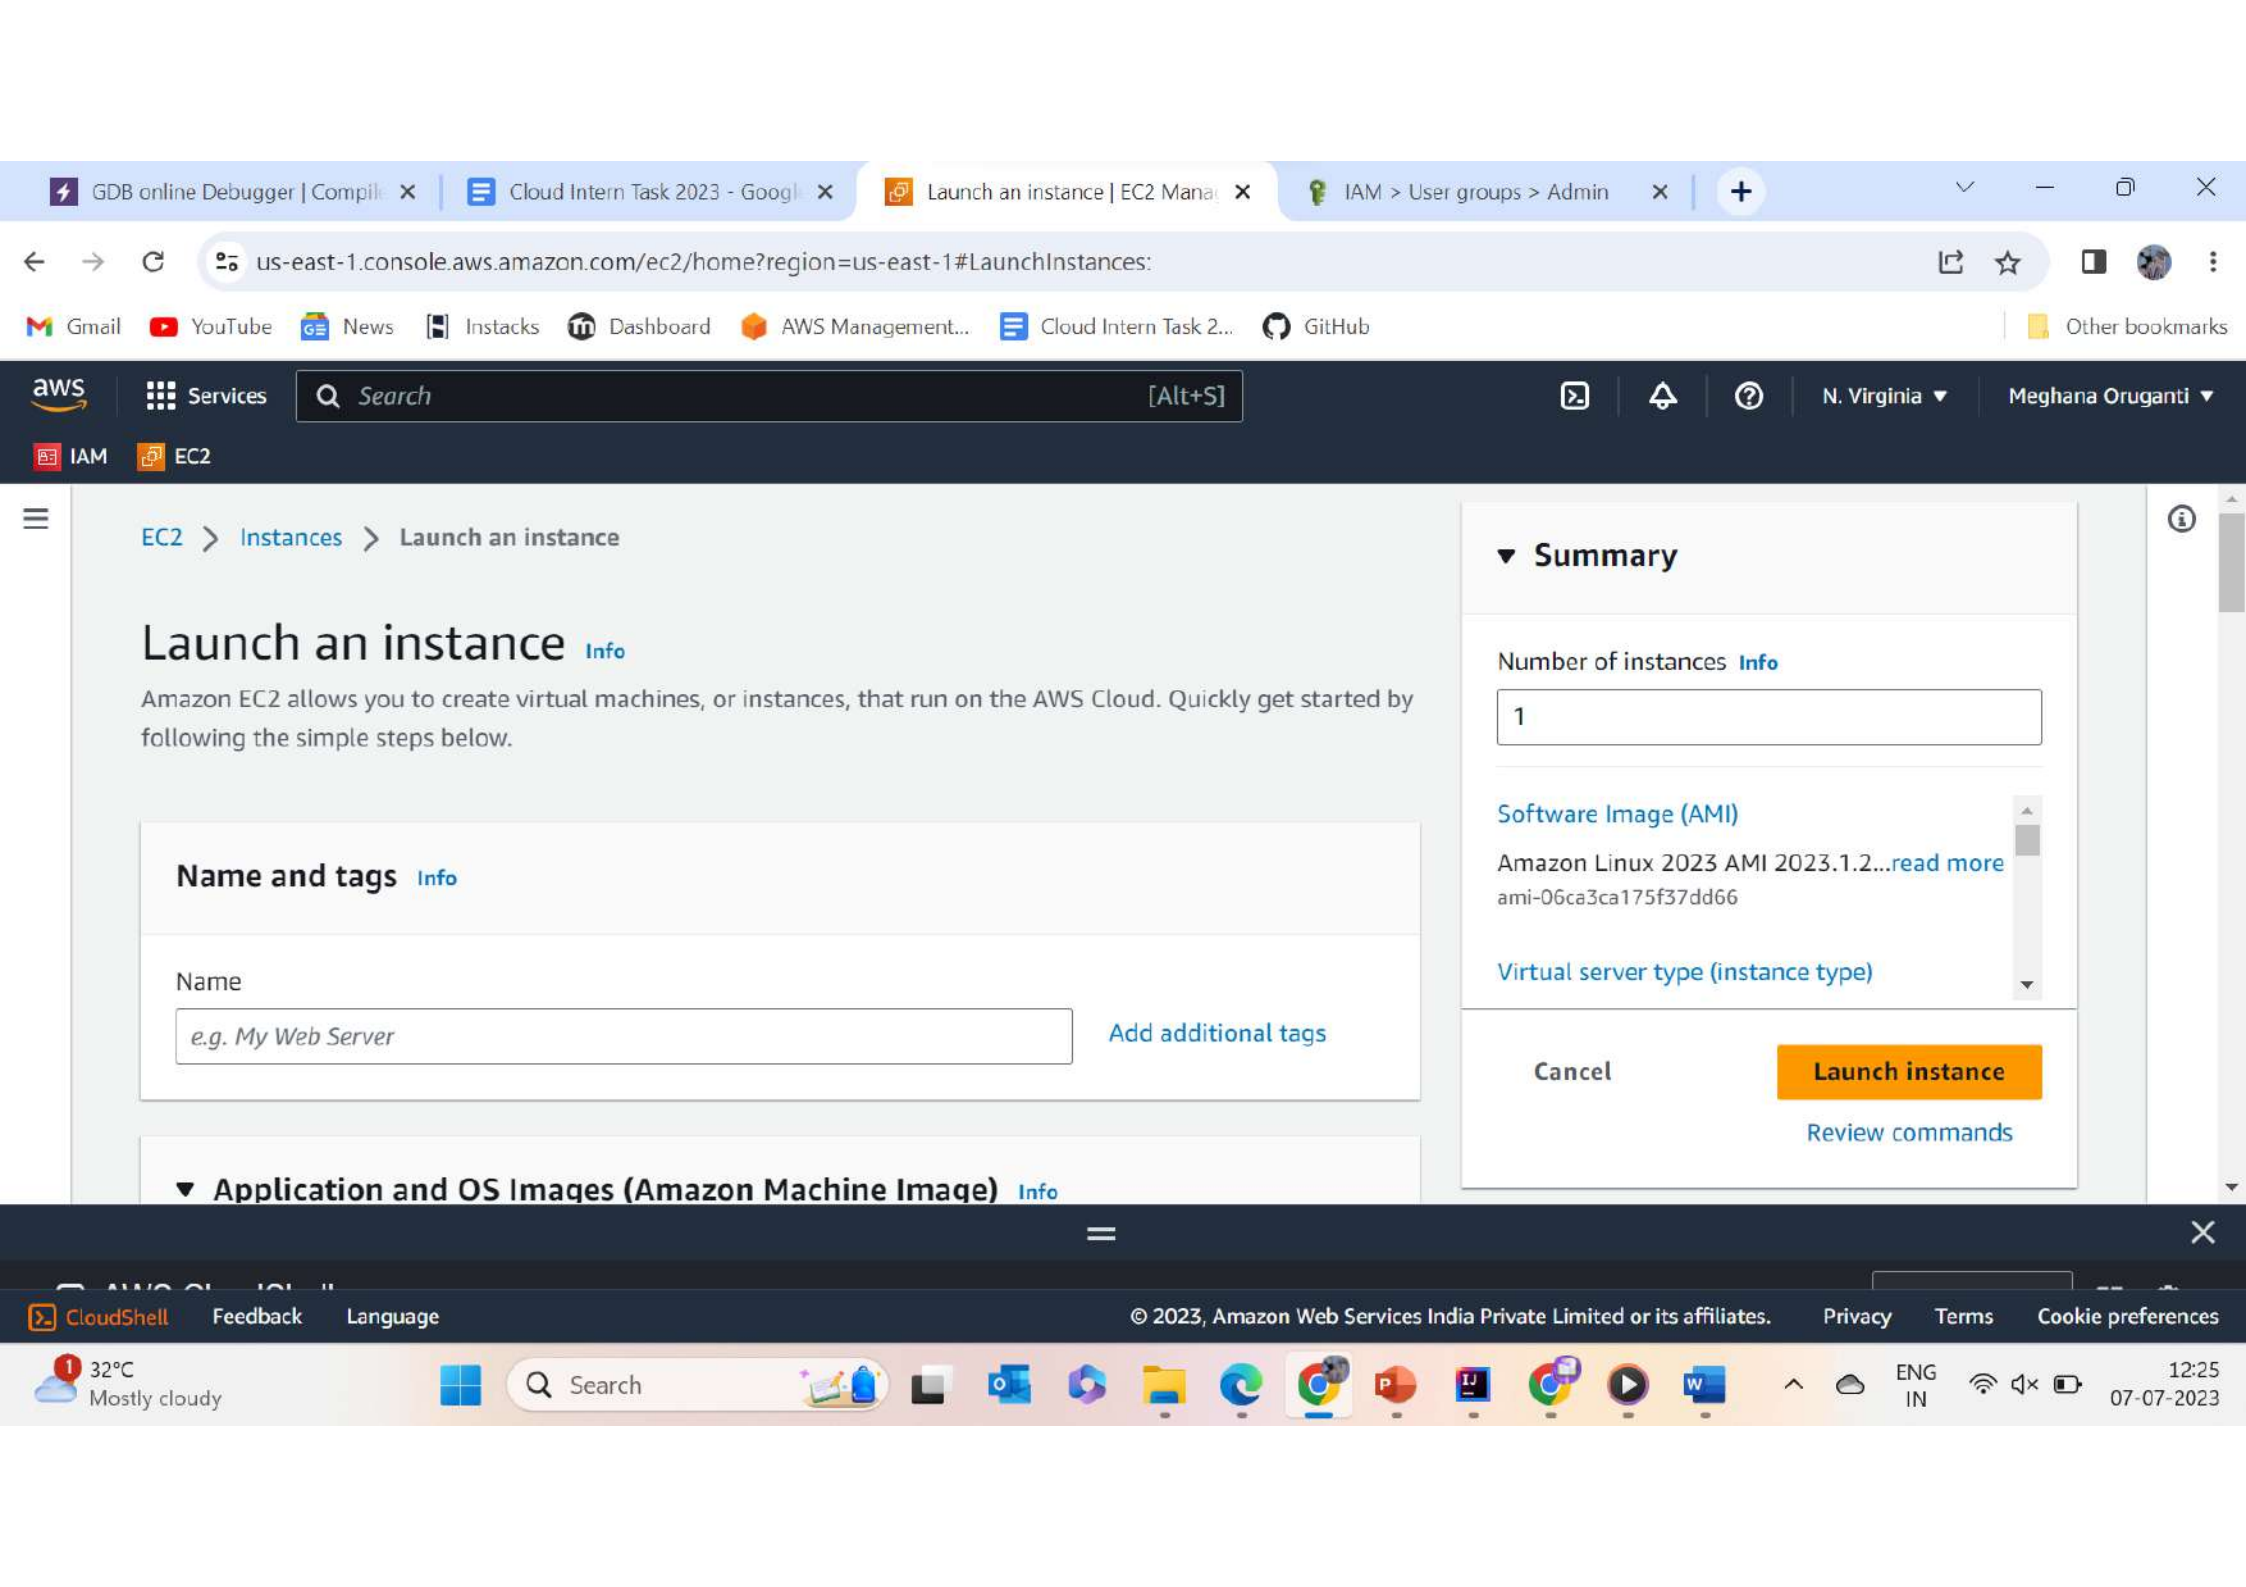 GDB online Debugger | Compile
Cloud Intern Task 2023 - Googl
Launch an instance | EC2 Mana
IAM > User groups > Admin
us-east-1.console.aws.amazon.com/ec2/home?region=us-east-1#LaunchInstances:
Gmail YouTube News Instacks Dashboard AWS Management... Cloud Intern Task 2... GitHub Other bookmarks
aws Services Search [Alt+S] N. Virginia Meghana Oruganti
IAM EC2
EC2 > Instances > Launch an instance
Launch an instance Info
Amazon EC2 allows you to create virtual machines, or instances, that run on the AWS Cloud. Quickly get started by
following the simple steps below.
Name and tags Info
Name
e.g. My Web Server
Add additional tags
Application and OS Images (Amazon Machine Image) Info
Summary
Number of instances Info
1
Software Image (AMI)
Amazon Linux 2023 AMI 2023.1.2...read more
ami-06ca3ca175f37dd66
Virtual server type (instance type)
Cancel
Launch instance
Review commands
AWS CloudShell
CloudShell Feedback Language © 2023, Amazon Web Services India Private Limited or its affiliates. Privacy Terms Cookie preferences
1
32°C
Mostly cloudy
Search
ENG
IN
12:25
07-07-2023